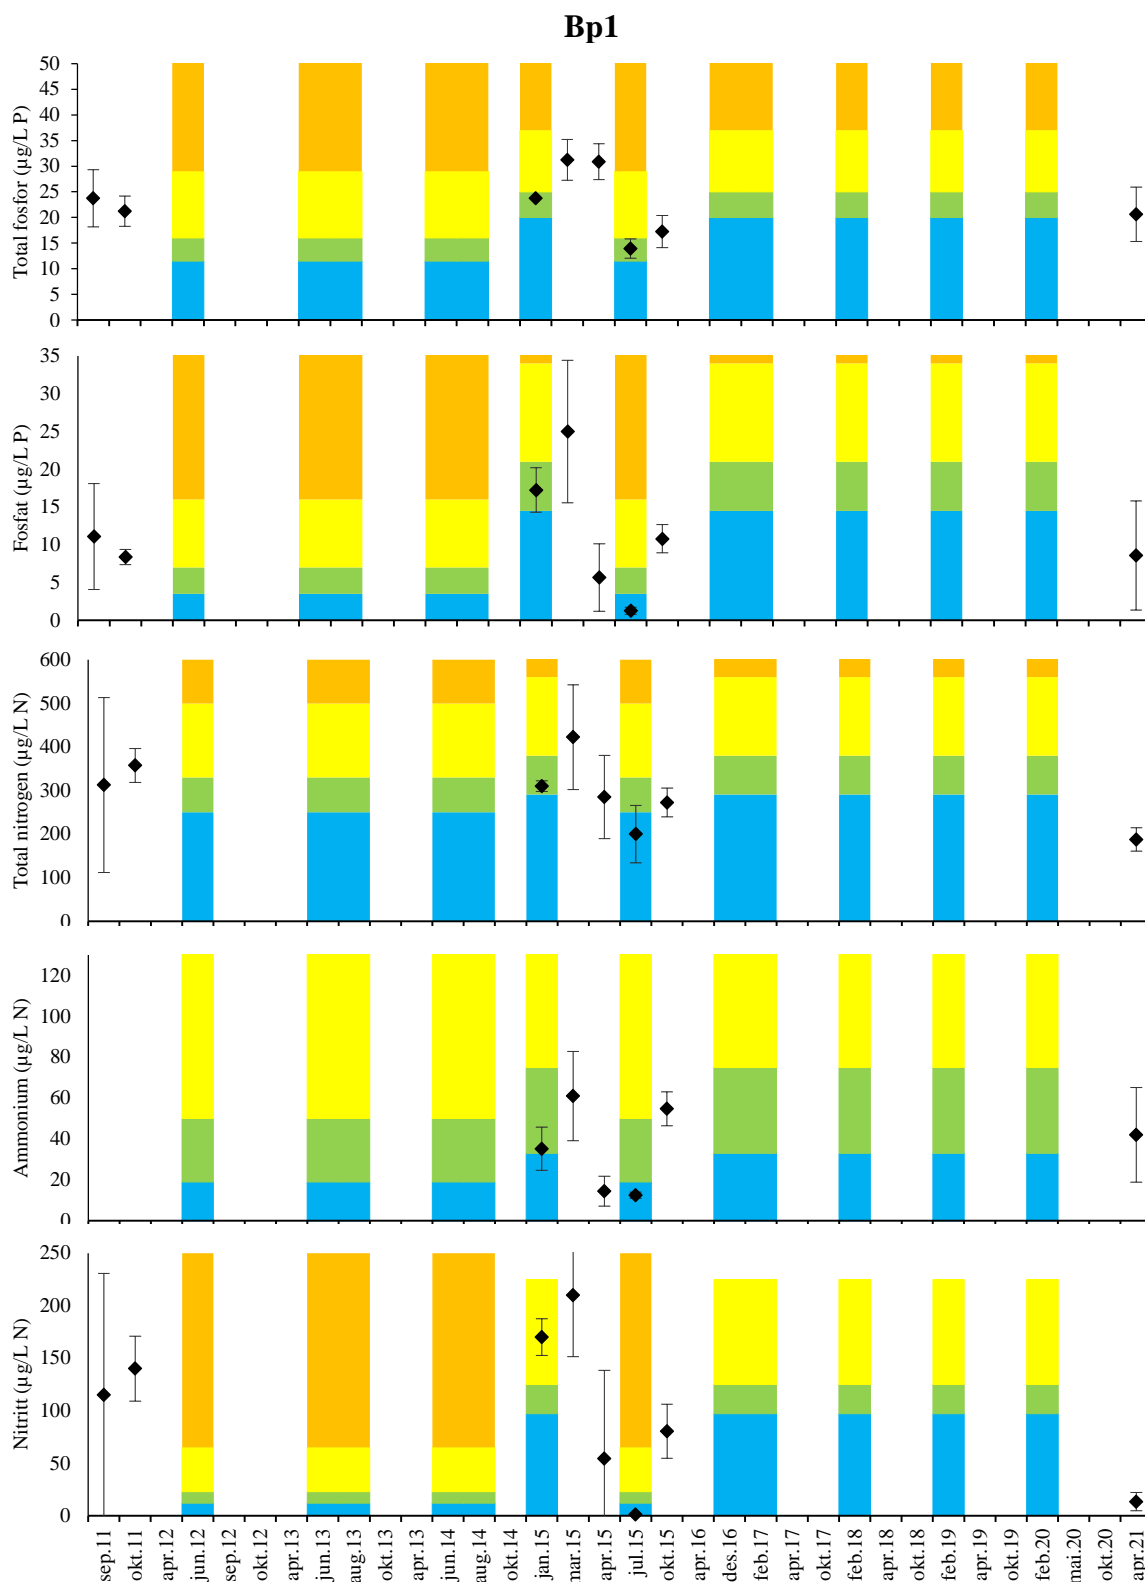 Bp1
Total fosfor (µg/L P)
50
45
40
35
30
25
20
15
10
5
0
Fosfat (µg/L P)
35
30
25
20
15
10
5
0
Total nitrogen (µg/L N)
600
500
400
300
200
100
0
Ammonium (µg/L N)
120
100
80
60
40
20
0
Nitritt (µg/L N)
250
200
150
100
50
0
sep.11
okt.11
apr.12
jun.12
sep.12
okt.12
apr.13
jun.13
aug.13
okt.13
apr.14
jun.14
aug.14
okt.14
jan.15
mar.15
apr.15
jul.15
okt.15
apr.16
des.16
feb.17
apr.17
okt.17
feb.18
apr.18
okt.18
feb.19
apr.19
okt.19
feb.20
mai.20
okt.20
apr.21